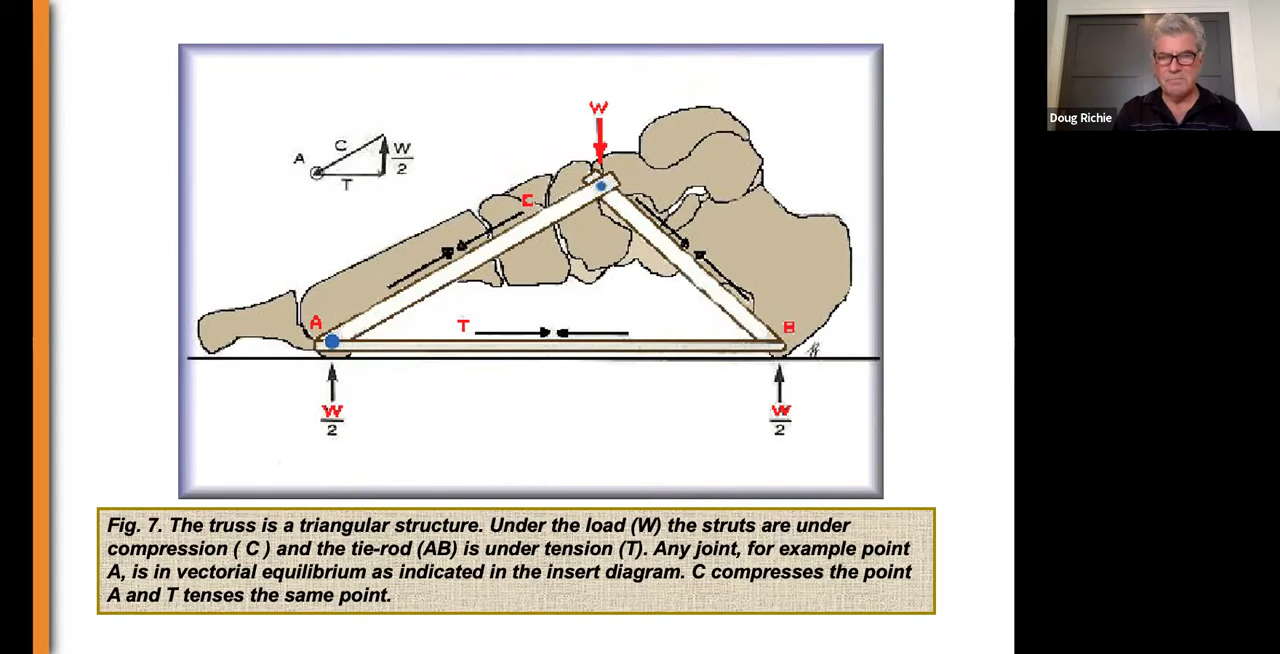 W
C
W
2
A
T
C
A
T
B
W
2
W
2
Fig. 7. The truss is a triangular structure. Under the load (W) the struts are under
compression ( C ) and the tie-rod (AB) is under tension (T). Any joint, for example point
A, is in vectorial equilibrium as indicated in the insert diagram. C compresses the point
A and T tenses the same point.
Doug Richie